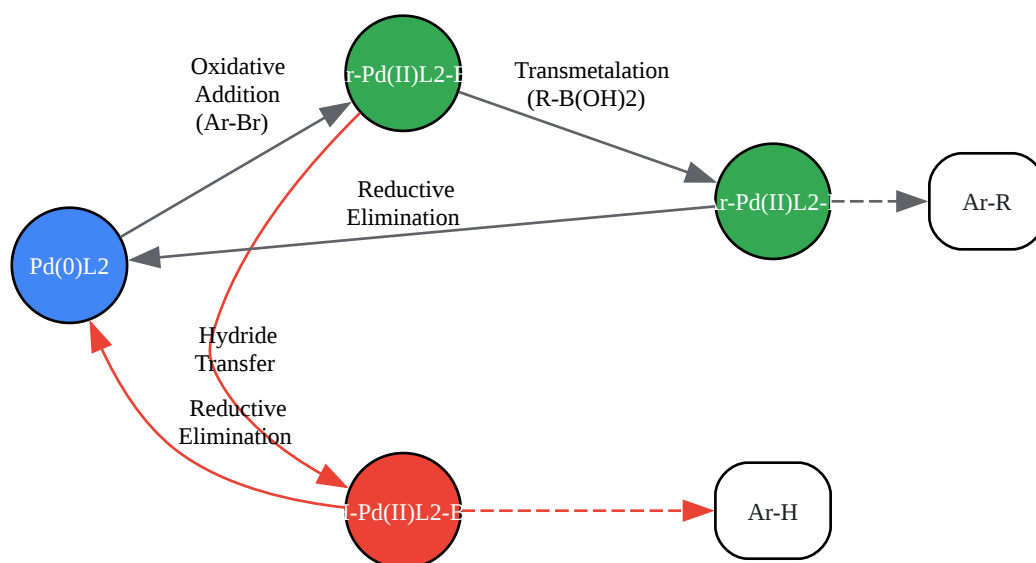 Oxidative
Addition
(Ar-Br)
r-Pd(II)L2-B
Transmetalation
(R-B(OH)2)
Reductive
Elimination
r-Pd(II)L2-
Ar-R
Pd(0)L2
Hydride
Transfer
Reductive
Elimination
-Pd(II)L2-B
Ar-H